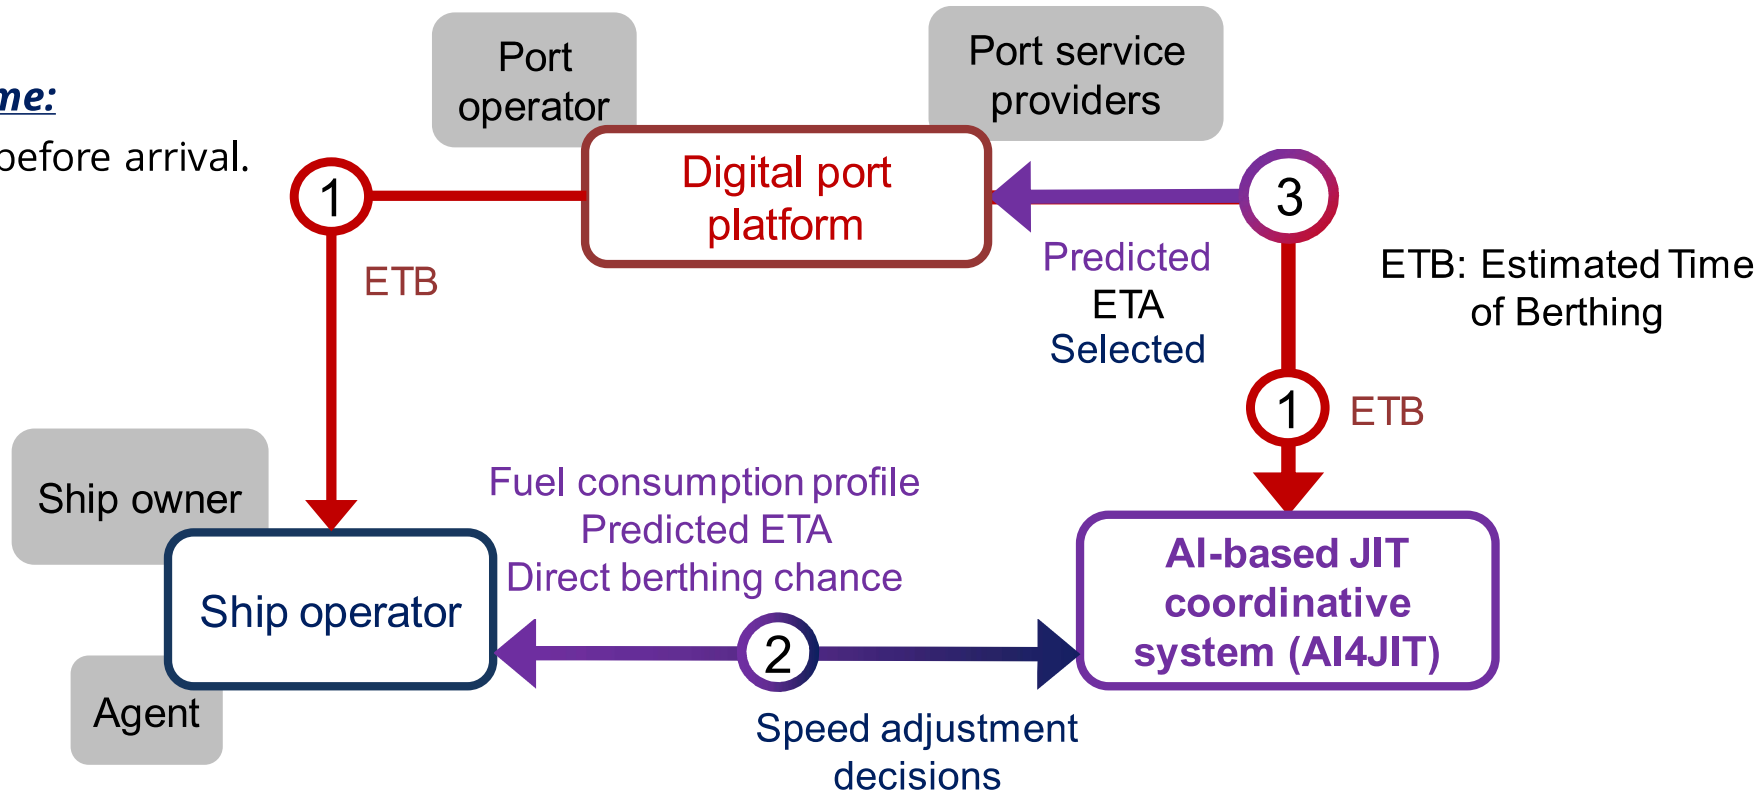 Port
operator
Port service
providers
me:
before arrival.
Digital port
platform
1
3
ETB
Predicted
ETA
Selected
ETB: Estimated Time
of Berthing
1
ETB
Ship owner
Fuel consumption profile
Predicted ETA
Direct berthing chance
AI-based JIT
coordinative
system (AI4JIT)
Ship operator
2
Agent
Speed adjustment
decisions